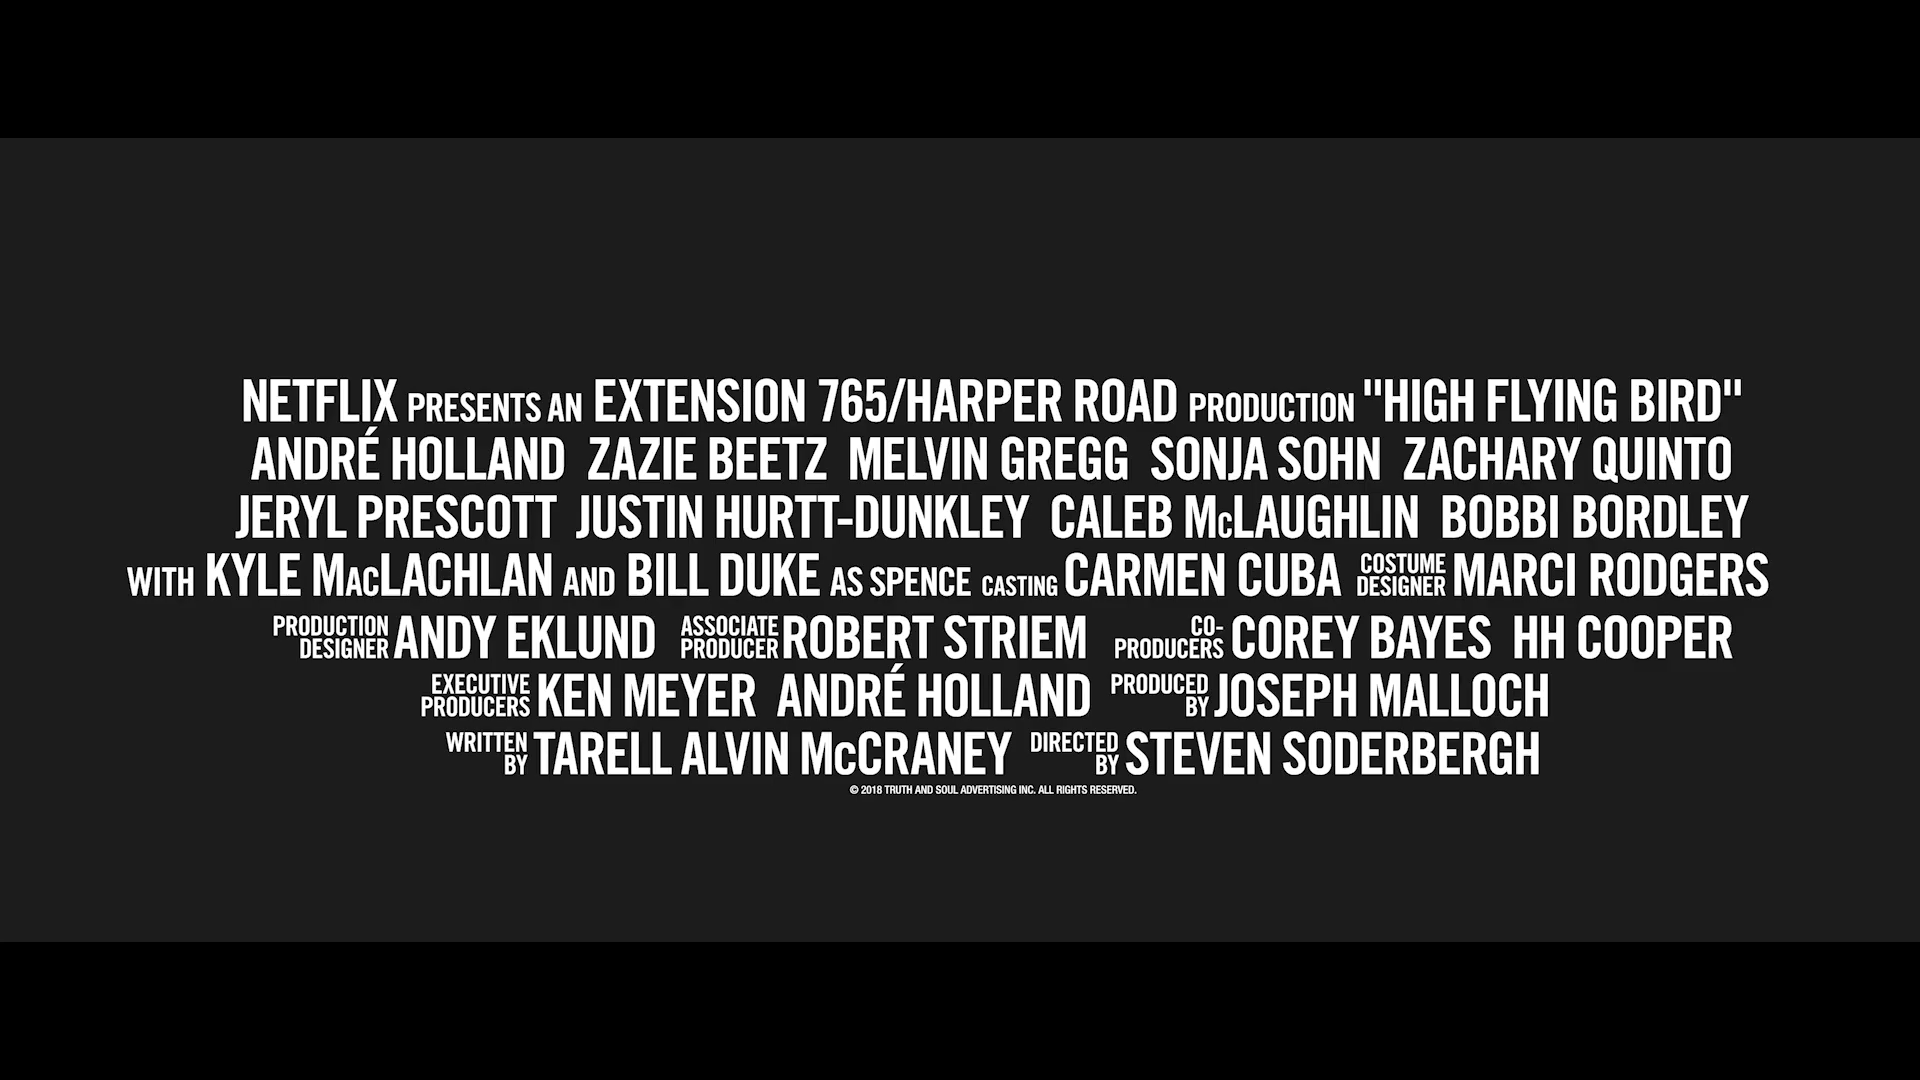 NETFLIX PRESENTS AN EXTENSION 765/HARPER ROAD PRODUCTION "HIGH FLYING BIRD"
ANDRÉ HOLLAND ZAZIE BEETZ MELVIN GREGG SONJA SOHN ZACHARY QUINTO
JERYL PRESCOTT JUSTIN HURTT-DUNKLEY CALEB McLAUGHLIN BOBBI BORDLEY
WITH KYLE MacLACHLAN AND BILL DUKE AS SPENCE CASTING CARMEN CUBA COSTUME DESIGNER MARCI RODGERS
PRODUCTION DESIGNER ANDY EKLUND ASSOCIATE PRODUCER ROBERT STRIEM CO-PRODUCERS COREY BAYES HH COOPER
EXECUTIVE PRODUCERS KEN MEYER ANDRÉ HOLLAND PRODUCED BY JOSEPH MALLOCH
WRITTEN BY TARELL ALVIN McCRANEY DIRECTED BY STEVEN SODERBERGH
© 2018 TRUTH AND SOUL ADVERTISING INC. ALL RIGHTS RESERVED.